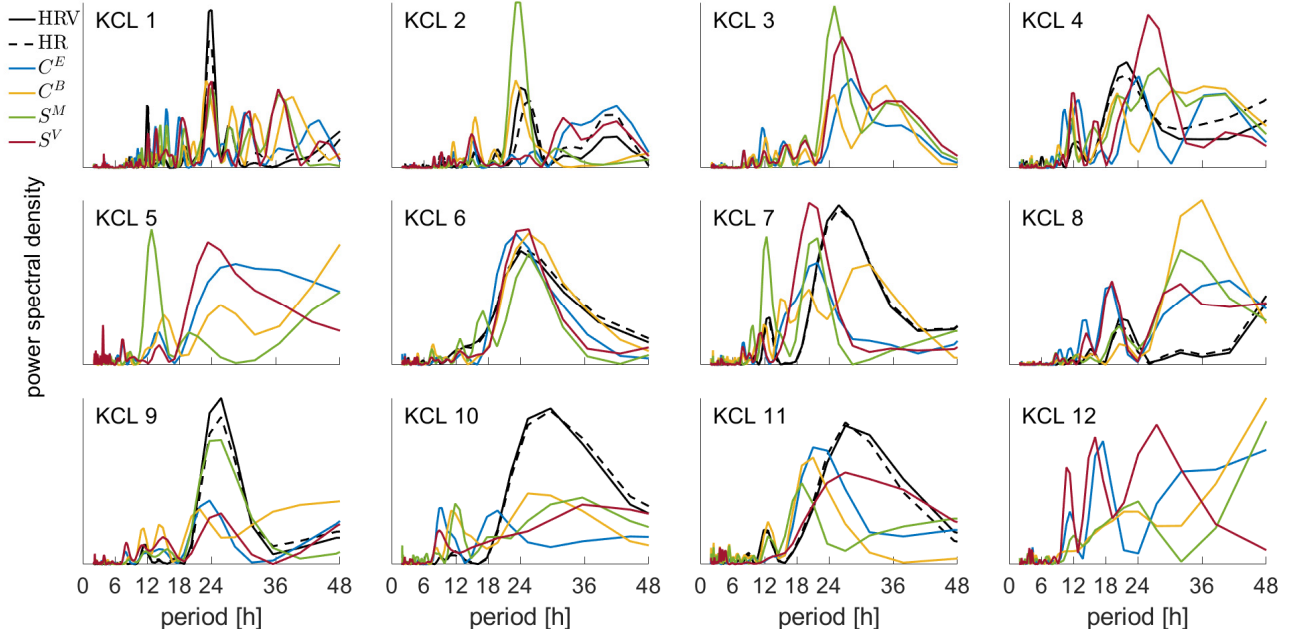 HRV
HR
C^E
C^B
S^M
S^V
KCL 1
KCL 2
KCL 3
KCL 4
KCL 5
KCL 6
KCL 7
KCL 8
KCL 9
KCL 10
KCL 11
KCL 12
power spectral density
0 6 12 18 24 36 48
0 6 12 18 24 36 48
0 6 12 18 24 36 48
0 6 12 18 24 36 48
period [h]
period [h]
period [h]
period [h]